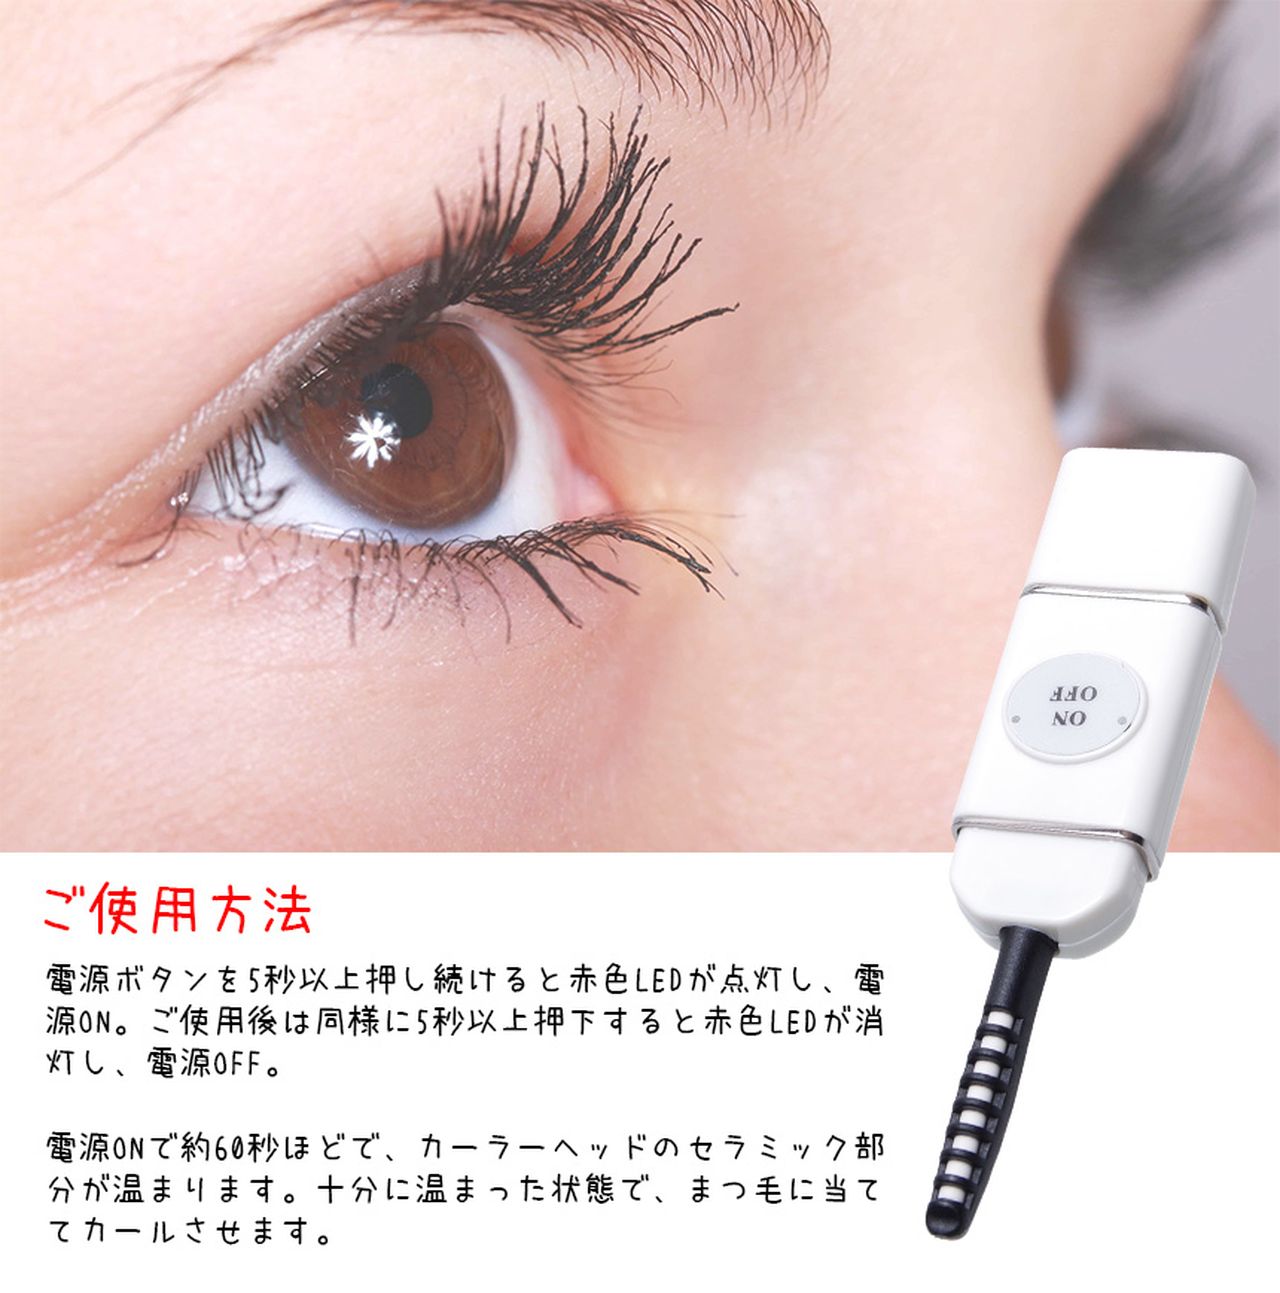 OFF
ON
ご使用方法
電源ボタンを5秒以上押し続けると赤色LEDが点灯し、電
源ON。ご使用後は同様に5秒以上押下すると赤色LEDが消
灯し、電源OFF。
電源ONで約60秒ほどで、カーラーヘッドのセラミック部
分が温まります。十分に温まった状態で、まつ毛に当て
てカールさせます。